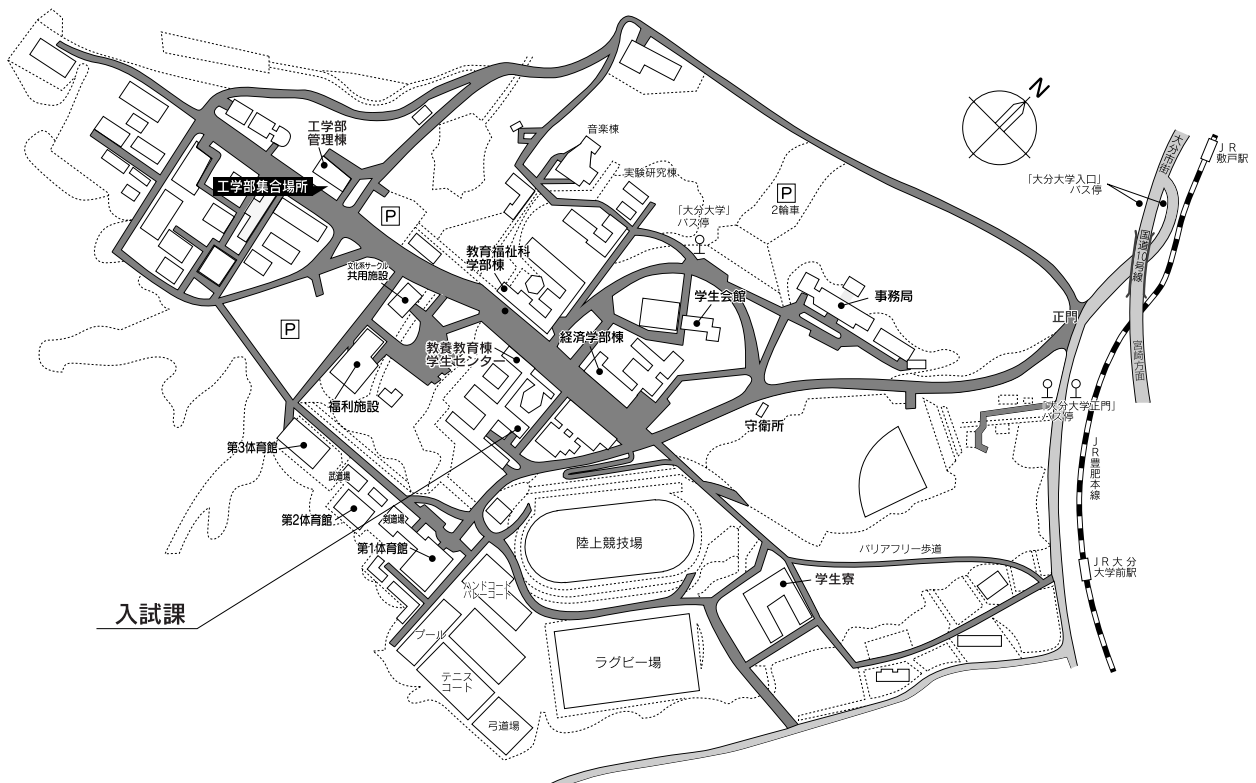 N
工学部
管理棟
工学部集合場所
P
音楽棟
実験研究棟
P
2輪車
「大分大学」
バス停
大分市街
JR
敷戸駅
「大分大学入口」
バス停
国道10号線
宮崎方面
教育福祉科
学部棟
文化系サークル
共用施設
学生会館
事務局
正門
P
経済学部棟
教養教育棟
学生センター
福利施設
守衛所
「大分大学正門」
バス停
JR豊肥本線
第3体育館
武道場
第2体育館
剣道場
第1体育館
陸上競技場
バリアフリー歩道
JR大分
大学前駅
学生寮
ハンドコート
バレーコート
入試課
プール
ラグビー場
テニス
コート
弓道場